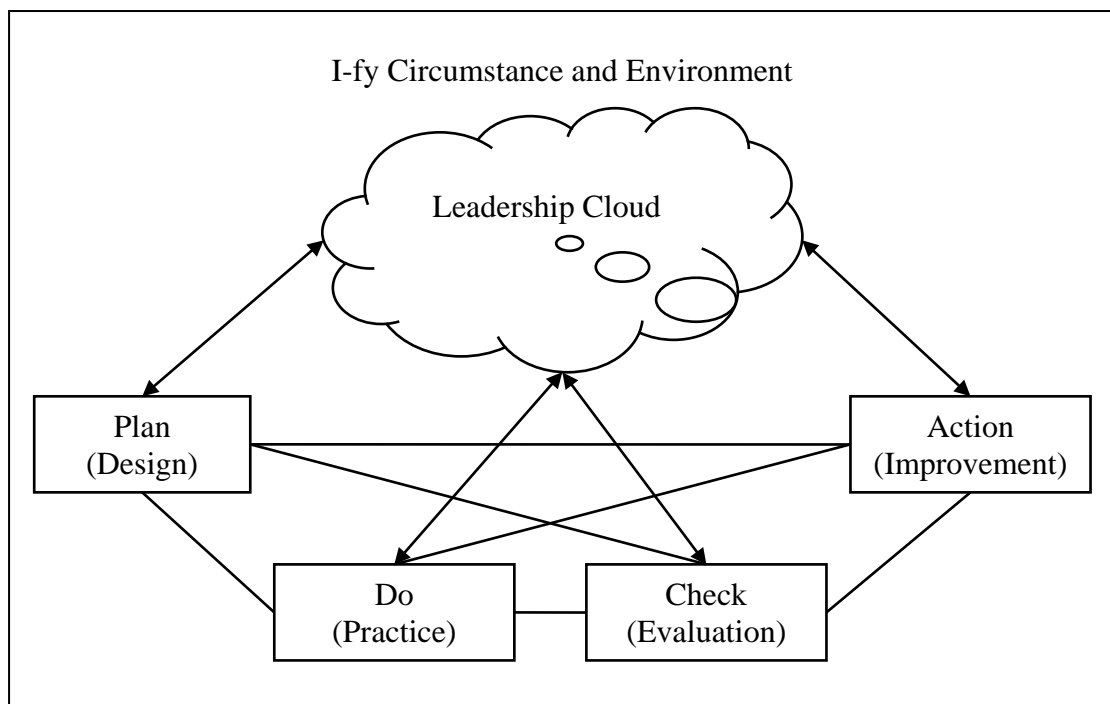 I-fy Circumstance and Environment
Leadership Cloud
Plan
(Design)
Action
(Improvement)
Do
(Practice)
Check
(Evaluation)